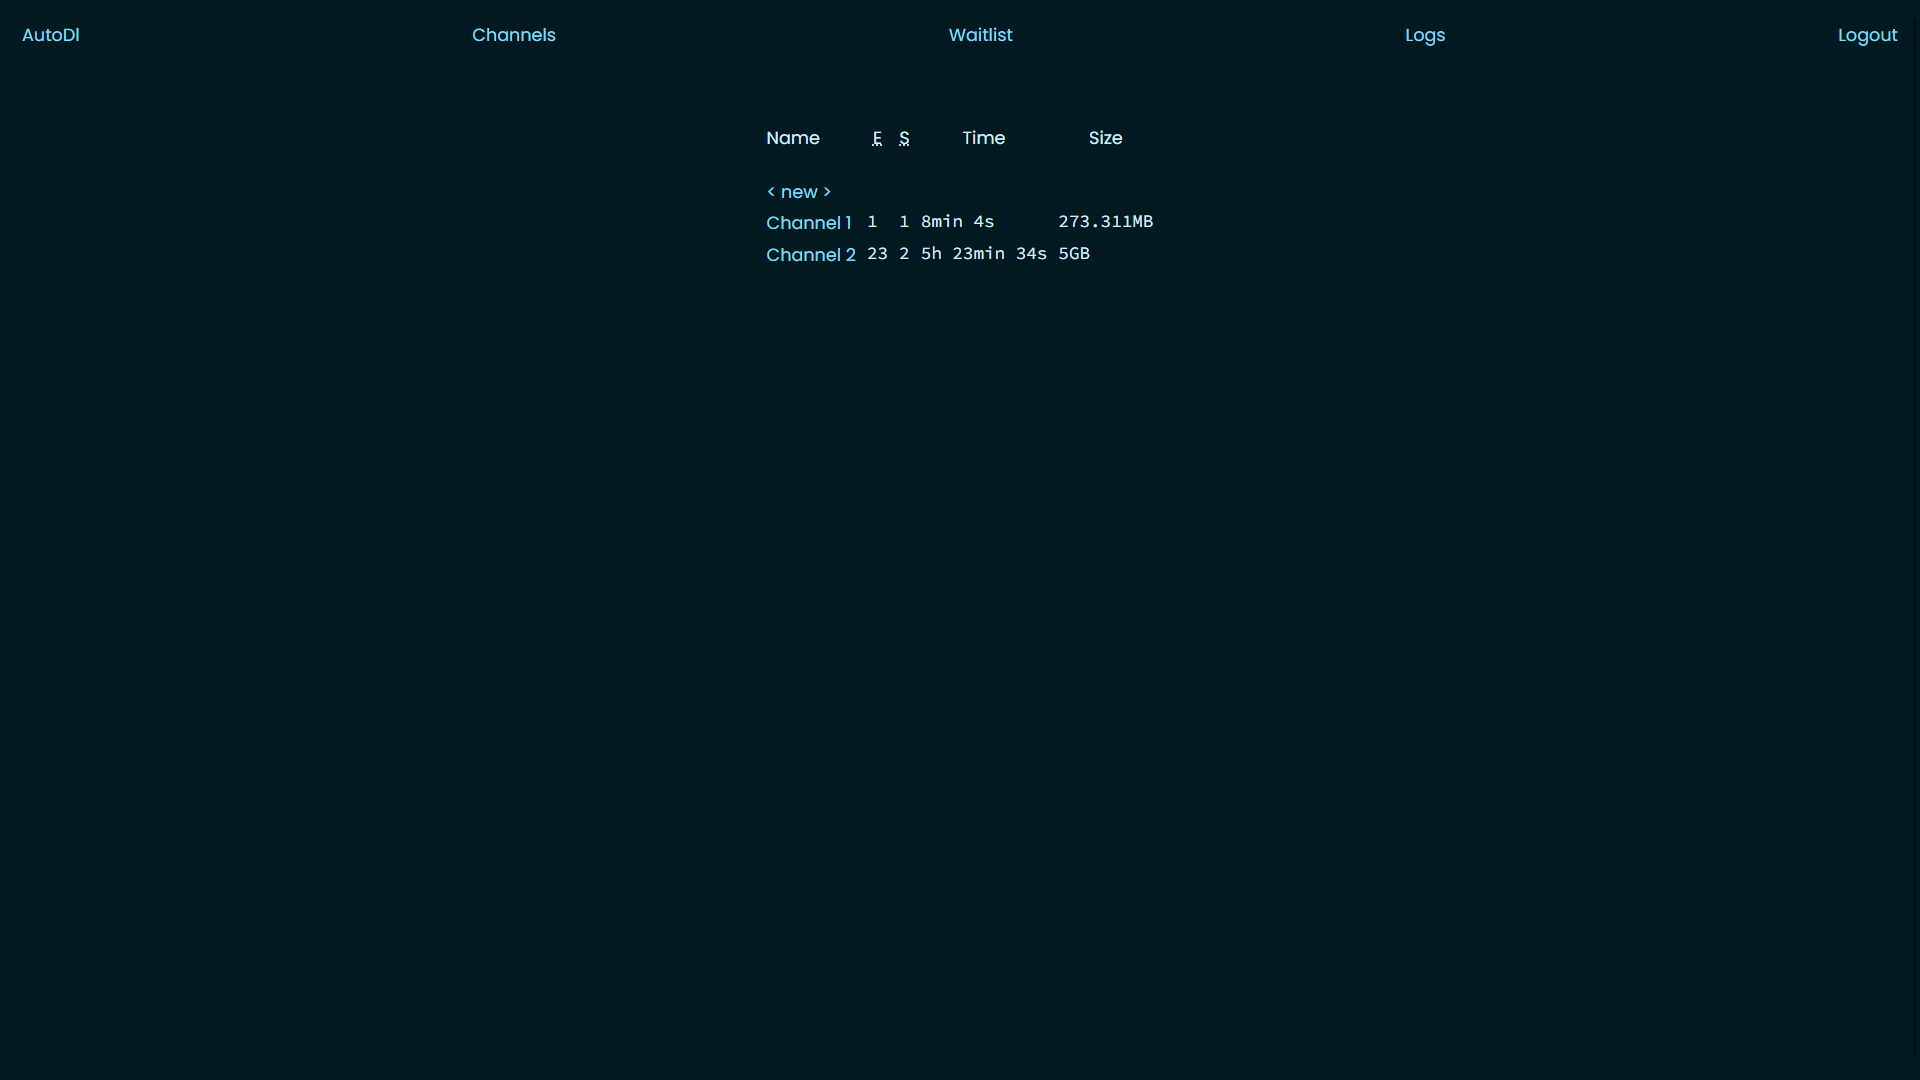 AutoDl Channels Waitlist Logs Logout
Name E S Time Size
< new >
Channel 1 1 1 8min 4s 273.311MB
Channel 2 23 2 5h 23min 34s 5GB